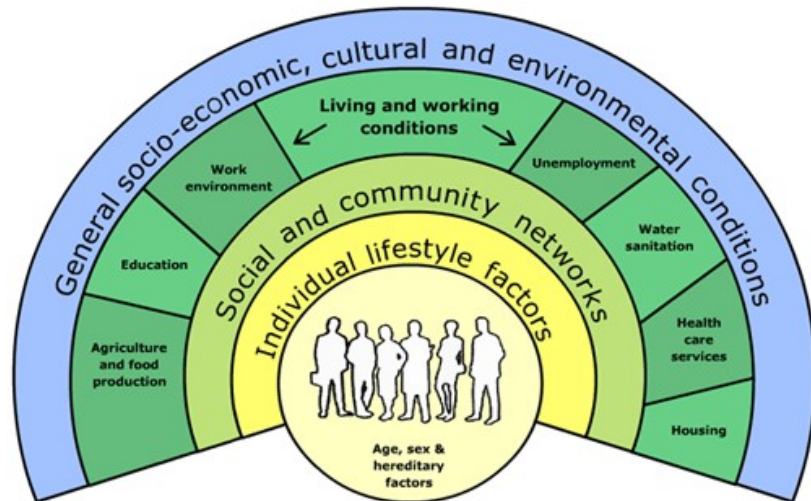 General socio-economic, cultural and environmental conditions
Living and working
conditions
Work
environment
Unemployment
Education
Water
sanitation
Agriculture
and food
production
Health
care
services
Housing
Social and community networks
Individual lifestyle factors
Age, sex &
hereditary
factors